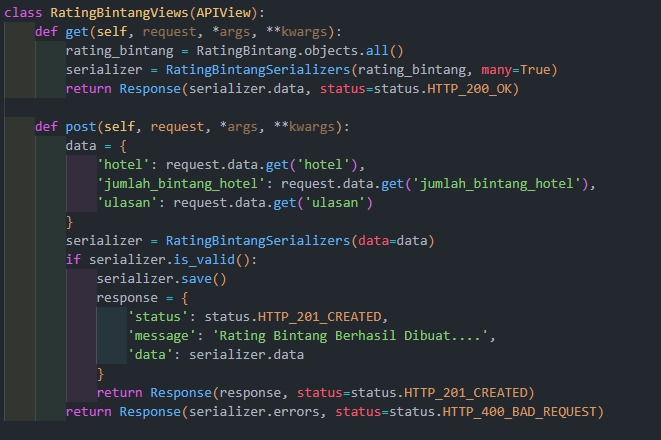 class RatingBintangViews(APIView):
    def get(self, request, *args, **kwargs):
        rating_bintang = RatingBintang.objects.all()
        serializer = RatingBintangSerializers(rating_bintang, many=True)
        return Response(serializer.data, status=status.HTTP_200_OK)

    def post(self, request, *args, **kwargs):
        data = {
            'hotel': request.data.get('hotel'),
            'jumlah_bintang_hotel': request.data.get('jumlah_bintang_hotel'),
            'ulasan': request.data.get('ulasan')
        }
        serializer = RatingBintangSerializers(data=data)
        if serializer.is_valid():
            serializer.save()
            response = {
                'status': status.HTTP_201_CREATED,
                'message': 'Rating Bintang Berhasil Dibuat....',
                'data': serializer.data
            }
            return Response(response, status=status.HTTP_201_CREATED)
        return Response(serializer.errors, status=status.HTTP_400_BAD_REQUEST)